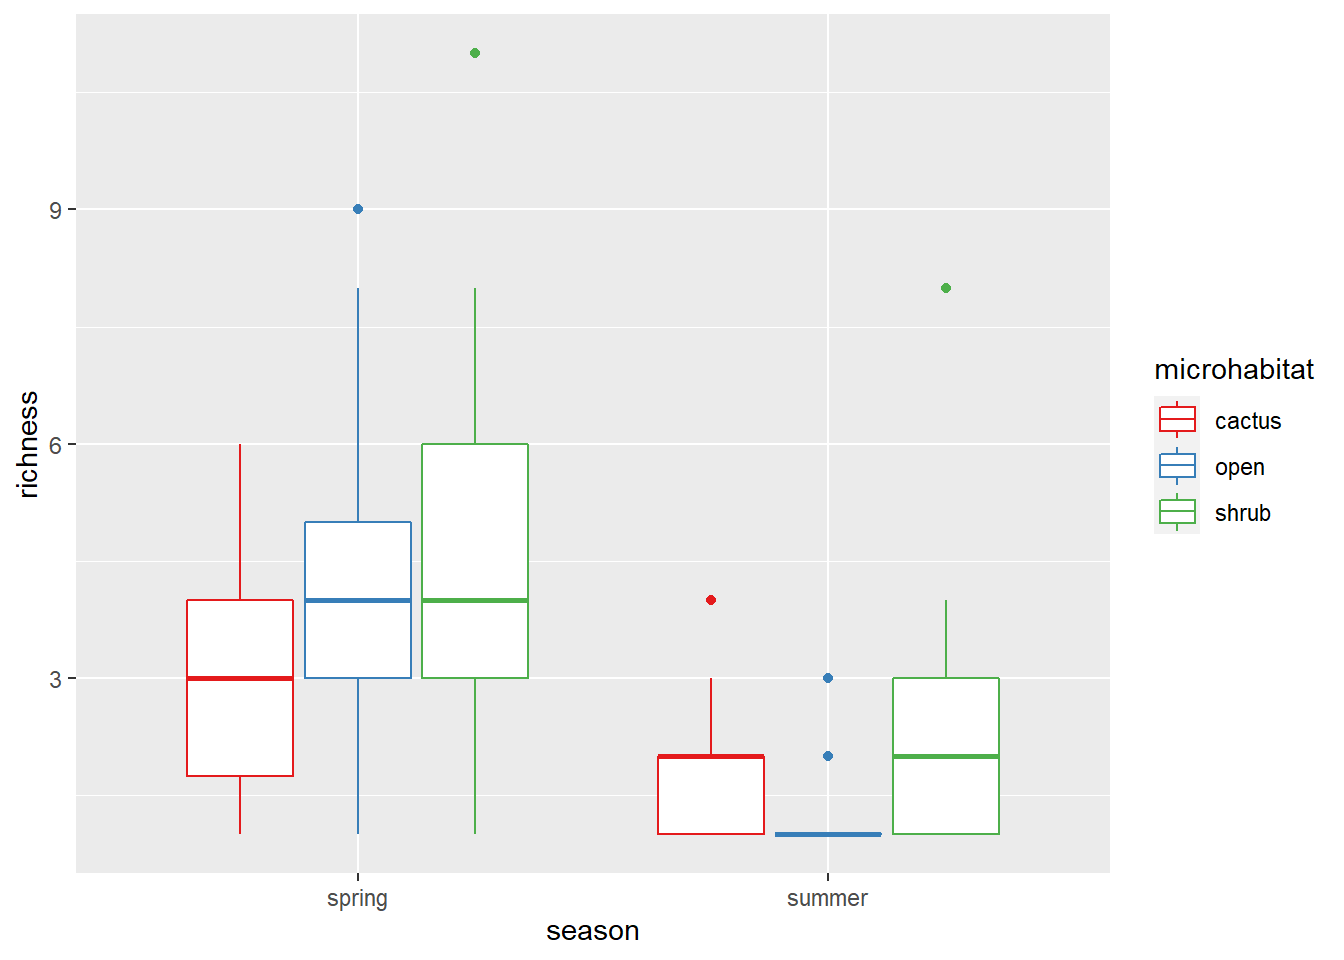 richness
9
6
3
spring
summer
season
microhabitat
cactus
open
shrub